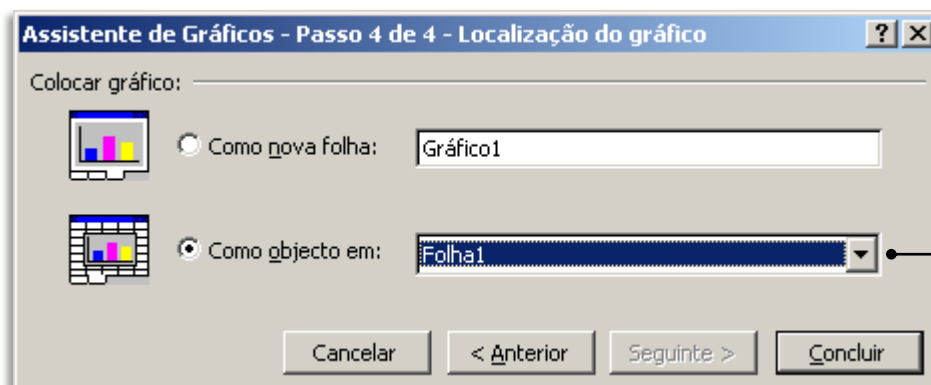 Assistente de Gráficos - Passo 4 de 4 - Localização do gráfico
Colocar gráfico:
Como nova folha: Gráfico1
Como objecto em: Folha1
Cancelar < Anterior Seguinte > Concluir